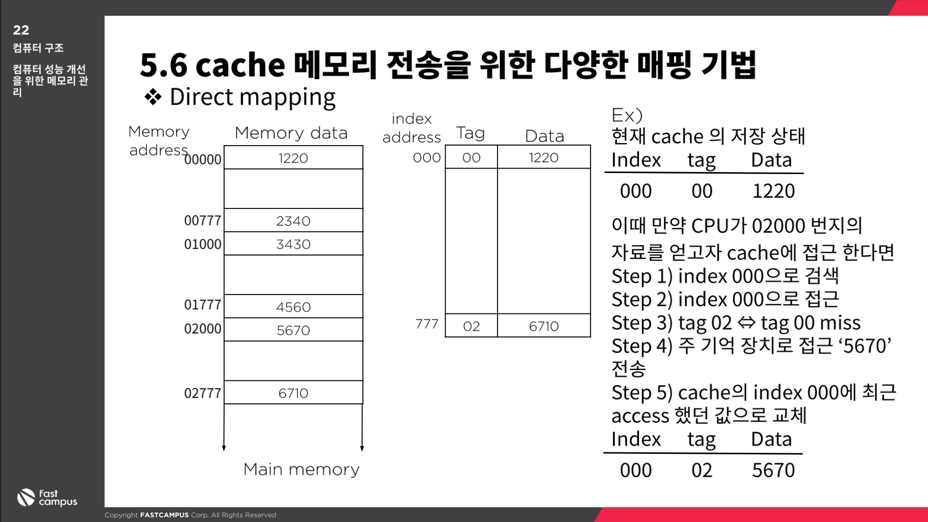 22
컴퓨터 구조
컴퓨터 성능 개선
을 위한 메모리 관
리
5.6 cache 메모리 전송을 위한 다양한 매핑 기법
❖ Direct mapping
Memory
address
Memory data
00000 1220
00777 2340
01000 3430
01777 4560
02000 5670
02777 6710
Main memory
index
address Tag Data
000 00 1220
777 02 6710
Ex)
현재 cache 의 저장 상태
Index tag Data
000 00 1220
이때 만약 CPU가 02000 번지의
자료를 얻고자 cache에 접근 한다면
Step 1) index 000으로 검색
Step 2) index 000으로 접근
Step 3) tag 02 ⇔ tag 00 miss
Step 4) 주 기억 장치로 접근 ‘5670’
전송
Step 5) cache의 index 000에 최근
access 했던 값으로 교체
Index tag Data
000 02 5670
fast
campus
Copyright FASTCAMPUS Corp. All Rights Reserved